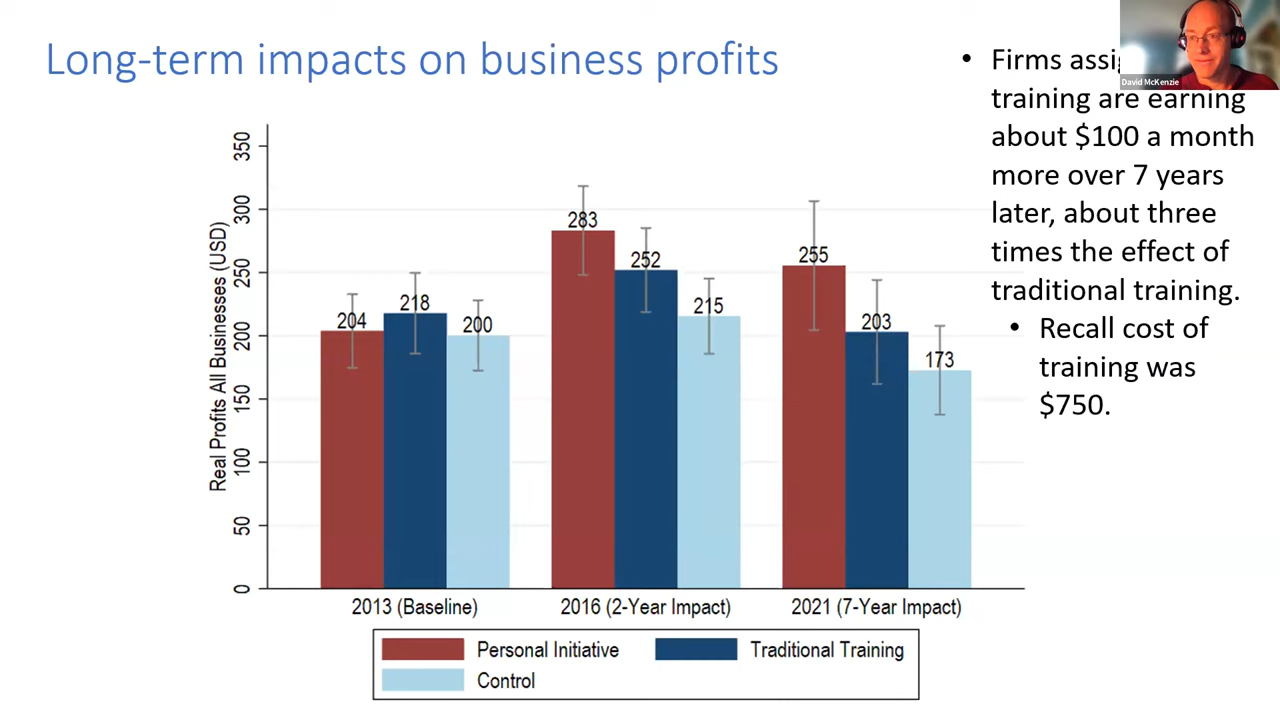 Long-term impacts on business profits
• Firms
training are earning
about $100 a month
more over 7 years
later, about three
times the effect of
traditional training.
• Recall cost of
training was
$750.
David McKenzie
Real Profits All Businesses (USD)
350
300
250
200
150
100
50
0
204
218
200
283
252
215
255
203
173
2013 (Baseline)
2016 (2-Year Impact)
2021 (7-Year Impact)
Personal Initiative
Traditional Training
Control